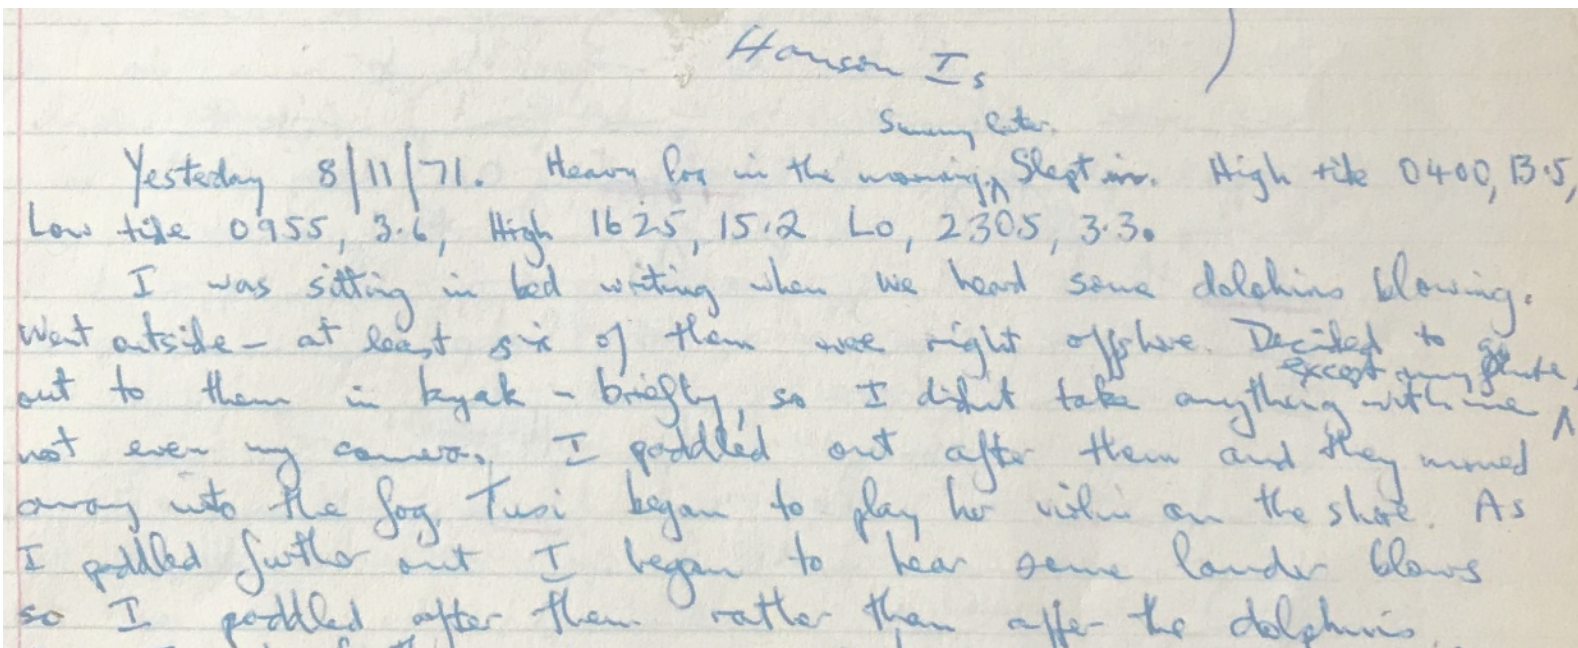 Hanson Is
Sunny later.
Yesterday 8/11/71. Heavy fog in the morning, ^ Slept in. High tide 0400, 13.5,
Low tide 0955, 3.6, High 1625, 15.2 Lo, 2305, 3.3.
I was sitting in bed writing when we heard some dolphins blowing.
Went outside - at least six of them were right offshore. Decided to go
except my flute,
out to them in kyak - briefly, so I didn't take anything with me ^
not even my camera. I paddled out after them and they moved
away into the fog. Tusi began to play her violin on the shore. As
I paddled further out I began to hear some louder blows
so I paddled after them rather than after the dolphins.